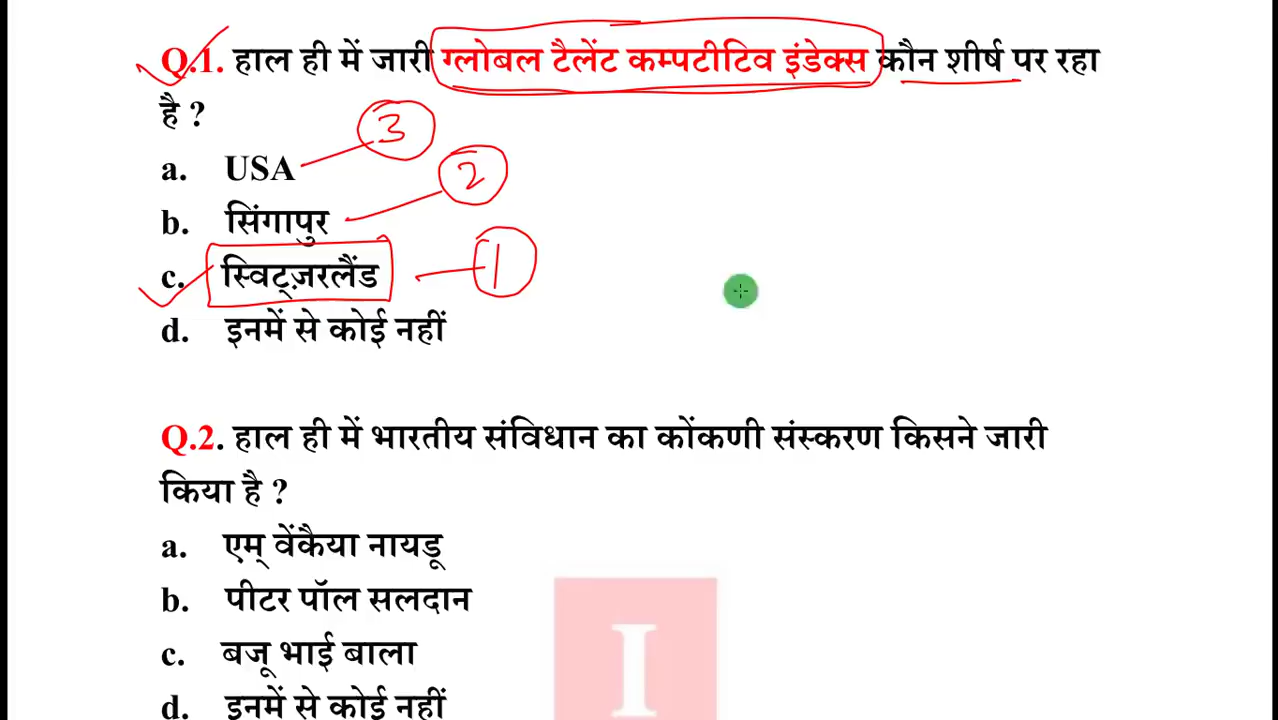 Q.1. हाल ही में जारी ग्लोबल टैलेंट कम्पटीटिव इंडेक्स कौन शीर्ष पर रहा
है ?
3
a. USA
2
b. सिंगापुर
c. स्विट्ज़रलैंड 1
d. इनमें से कोई नहीं
Q.2. हाल ही में भारतीय संविधान का कोंकणी संस्करण किसने जारी
किया है ?
a. एम् वेंकैया नायडू
b. पीटर पॉल सलदान
c. बजू भाई बाला
I
d. इनमें से कोई नहीं